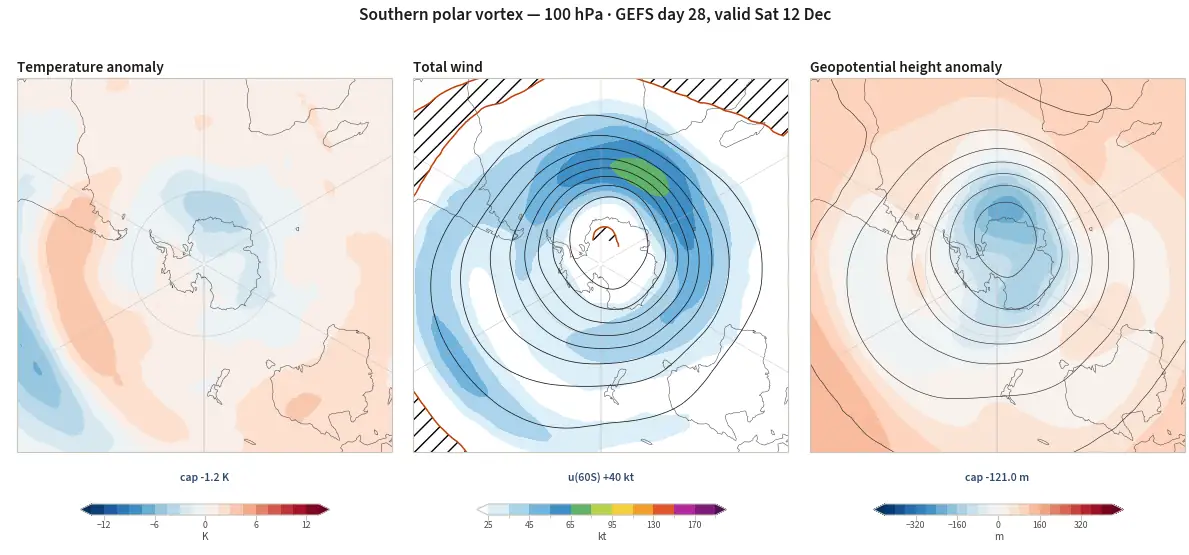 Southern polar vortex — 100 hPa · GEFS day 28, valid Sat 12 Dec
Temperature anomaly
Total wind
Geopotential height anomaly
cap -1.2 K
u(60S) +40 kt
cap -121.0 m
−12 −6 0 6 12
K
25 45 65 90 130 170
kt
−320 −160 0 160 320
m